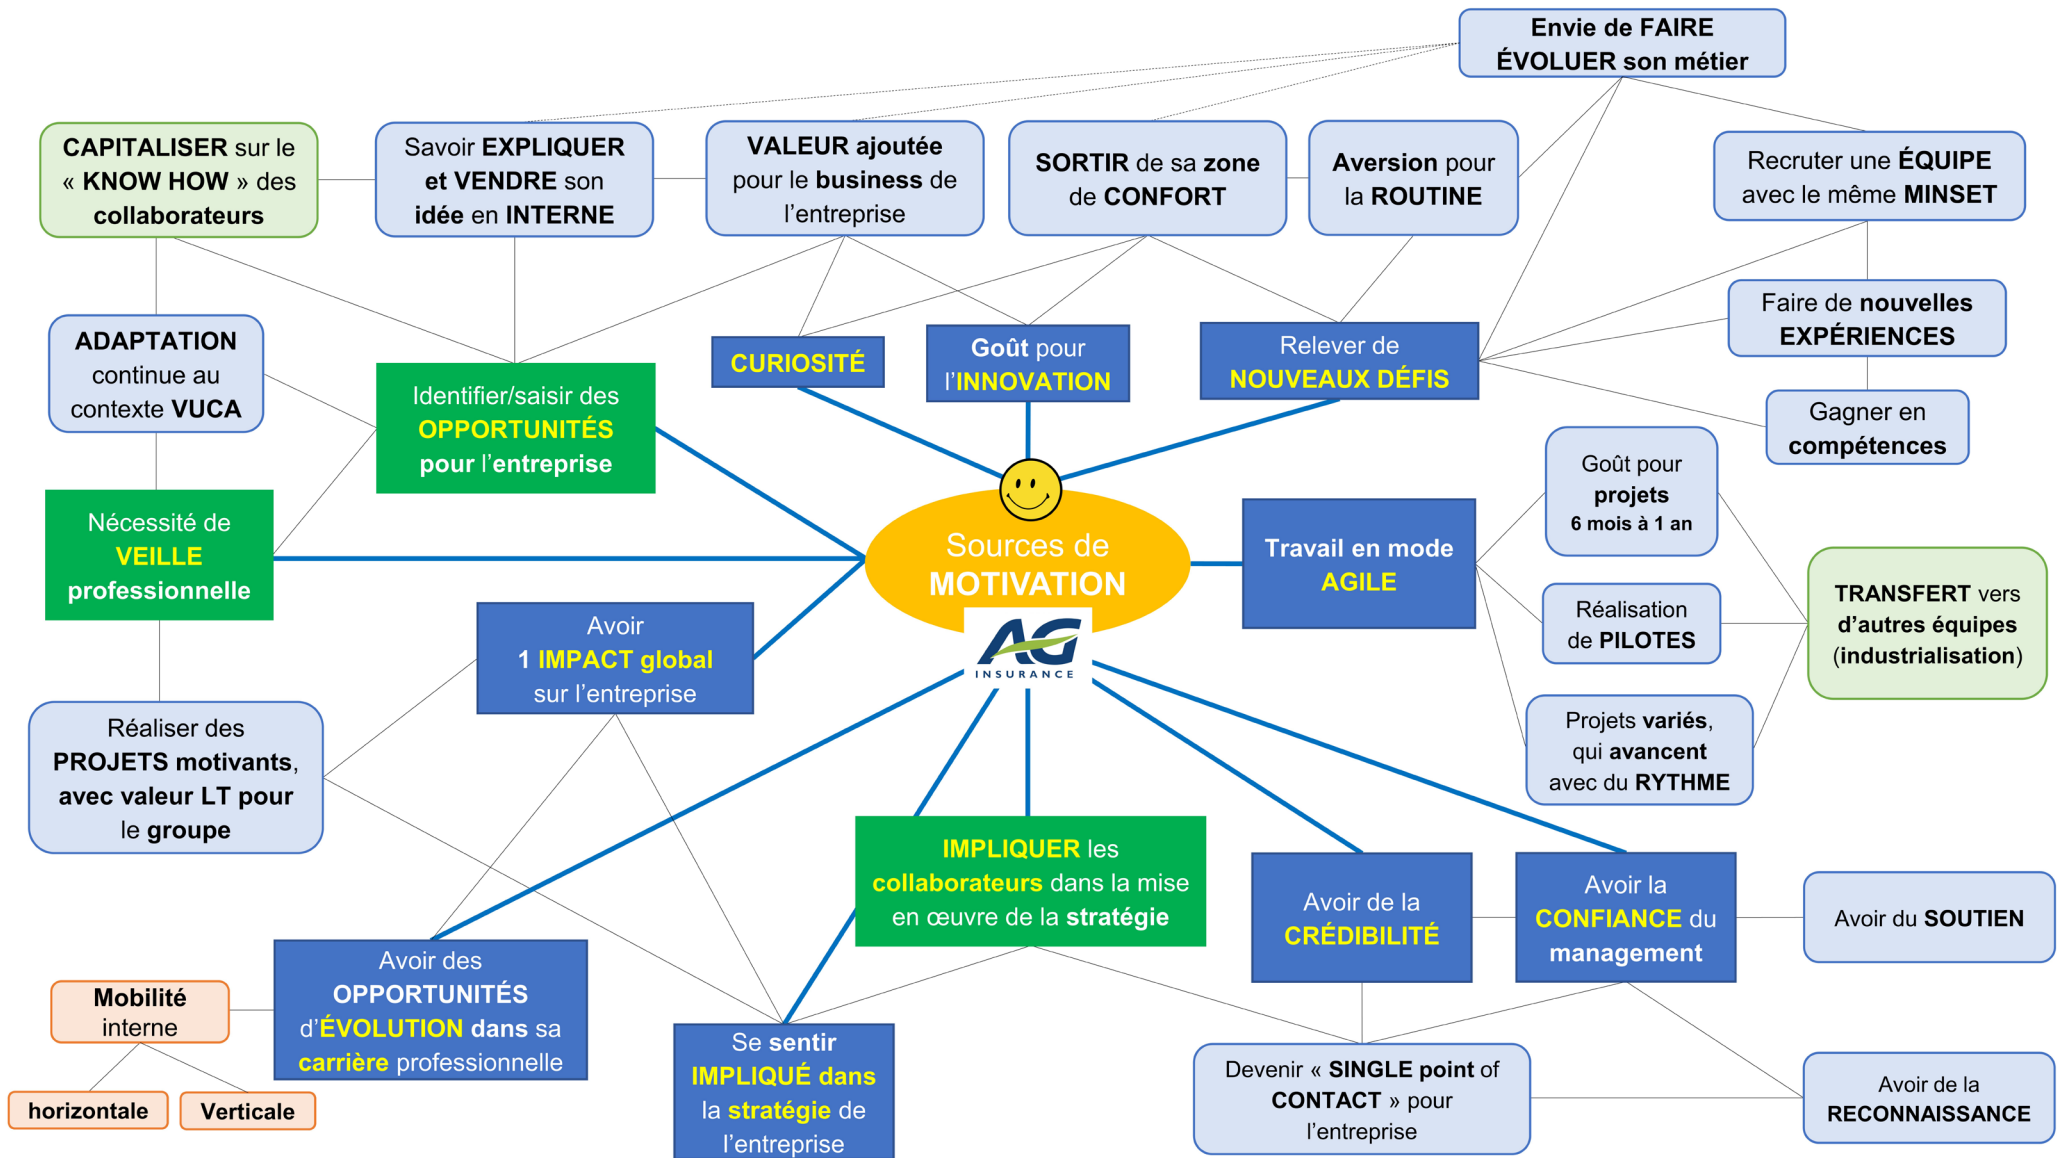 Envie de FAIRE
ÉVOLUER son métier
CAPITALISER sur le
« KNOW HOW » des
collaborateurs
Savoir EXPLIQUER
et VENDRE son
idée en INTERNE
VALEUR ajoutée
pour le business de
l'entreprise
SORTIR de sa zone
de CONFORT
Aversion pour
la ROUTINE
Recruter une ÉQUIPE
avec le même MINSET
ADAPTATION
continue au
contexte VUCA
Identifier/saisir des
OPPORTUNITÉS
pour l'entreprise
CURIOSITÉ
Goût pour
l'INNOVATION
Relever de
NOUVEAUX DÉFIS
Faire de nouvelles
EXPÉRIENCES
Gagner en
compétences
Nécessité de
VEILLE
professionnelle
Sources de
MOTIVATION
AG
INSURANCE
Travail en mode
AGILE
Goût pour
projets
6 mois à 1 an
Réalisation
de PILOTES
Projets variés,
qui avancent
avec du RYTHME
TRANSFERT vers
d'autres équipes
(industrialisation)
Avoir
1 IMPACT global
sur l'entreprise
Réaliser des
PROJETS motivants,
avec valeur LT pour
le groupe
IMPLIQUER les
collaborateurs dans la mise
en œuvre de la stratégie
Avoir de la
CRÉDIBILITÉ
Avoir la
CONFIANCE du
management
Avoir du SOUTIEN
Mobilité
interne
horizontale
Verticale
Avoir des
OPPORTUNITÉS
d'ÉVOLUTION dans sa
carrière professionnelle
Se sentir
IMPLIQUÉ dans
la stratégie de
l'entreprise
Devenir « SINGLE point of
CONTACT » pour
l'entreprise
Avoir de la
RECONNAISSANCE